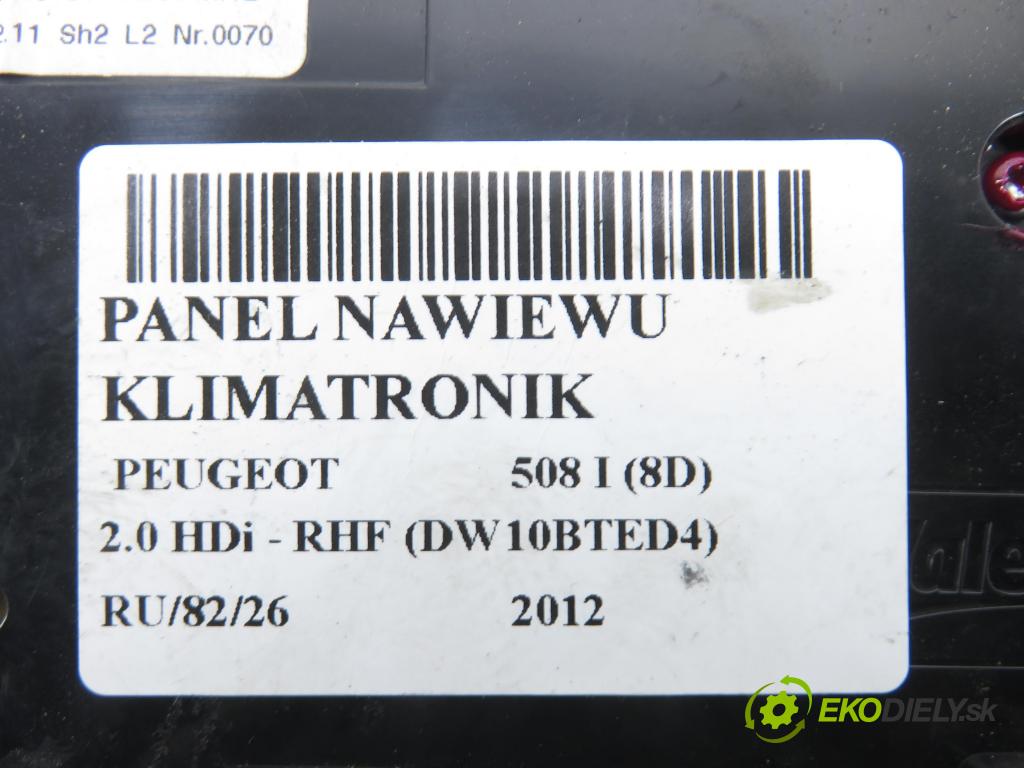 2.11 Sh2 L2 Nr.0070
PANEL NAWIEWU
KLIMATRONIK
PEUGEOT 508 I (8D)
2.0 HDi - RHF (DW10BTED4)
RU/82/26 2012
EKODIELY.sk